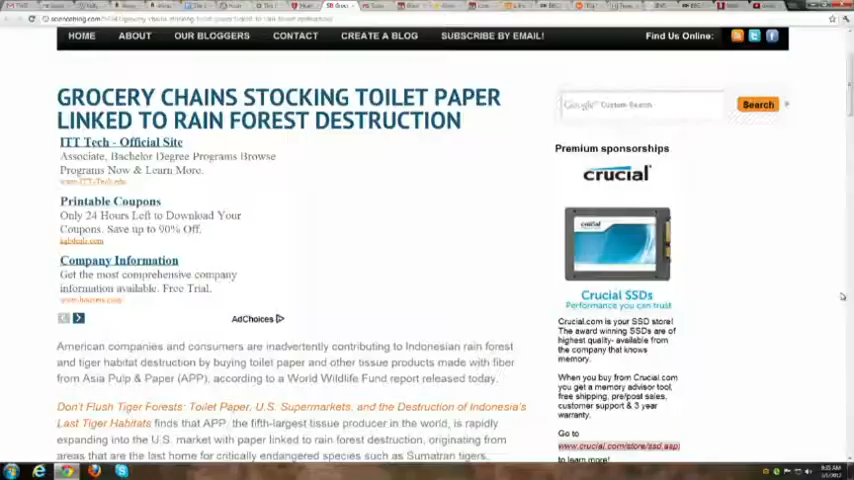 HOME ABOUT OUR BLOGGERS CONTACT CREATE A BLOG SUBSCRIBE BY EMAIL! Find Us Online:
GROCERY CHAINS STOCKING TOILET PAPER
LINKED TO RAIN FOREST DESTRUCTION
ITT Tech - Official Site
Associate, Bachelor Degree Programs Browse
Programs Now & Learn More.
www.ITT-Tech.edu
Printable Coupons
Only 24 Hours Left to Download Your
Coupons. Save up to 90% Off.
Company Information
Get the most comprehensive company
information available. Free Trial.
www.hoovers.com
AdChoices
American companies and consumers are inadvertently contributing to Indonesian rain forest
and tiger habitat destruction by buying toilet paper and other tissue products made with fiber
from Asia Pulp & Paper (APP), according to a World Wildlife Fund report released today.
Don't Flush Tiger Forests: Toilet Paper, U.S. Supermarkets, and the Destruction of Indonesia's
Last Tiger Habitats finds that APP, the fifth-largest tissue producer in the world, is rapidly
expanding into the U.S. market with paper linked to rain forest destruction, originating from
areas that are the last home for critically endangered species such as Sumatran tigers,
Google Custom Search Search
Premium sponsorships
crucial
crucial
Crucial SSDs
Performance you can trust
Crucial.com is your SSD store!
The award winning SSDs are of
highest quality- available from
the company that knows
memory.
When you buy from Crucial.com
you get a memory advisor tool,
free shipping, pre/post sales,
customer support & 3 year
warranty.
Go to
www.crucial.com/store/ssd.aspx
to learn more!